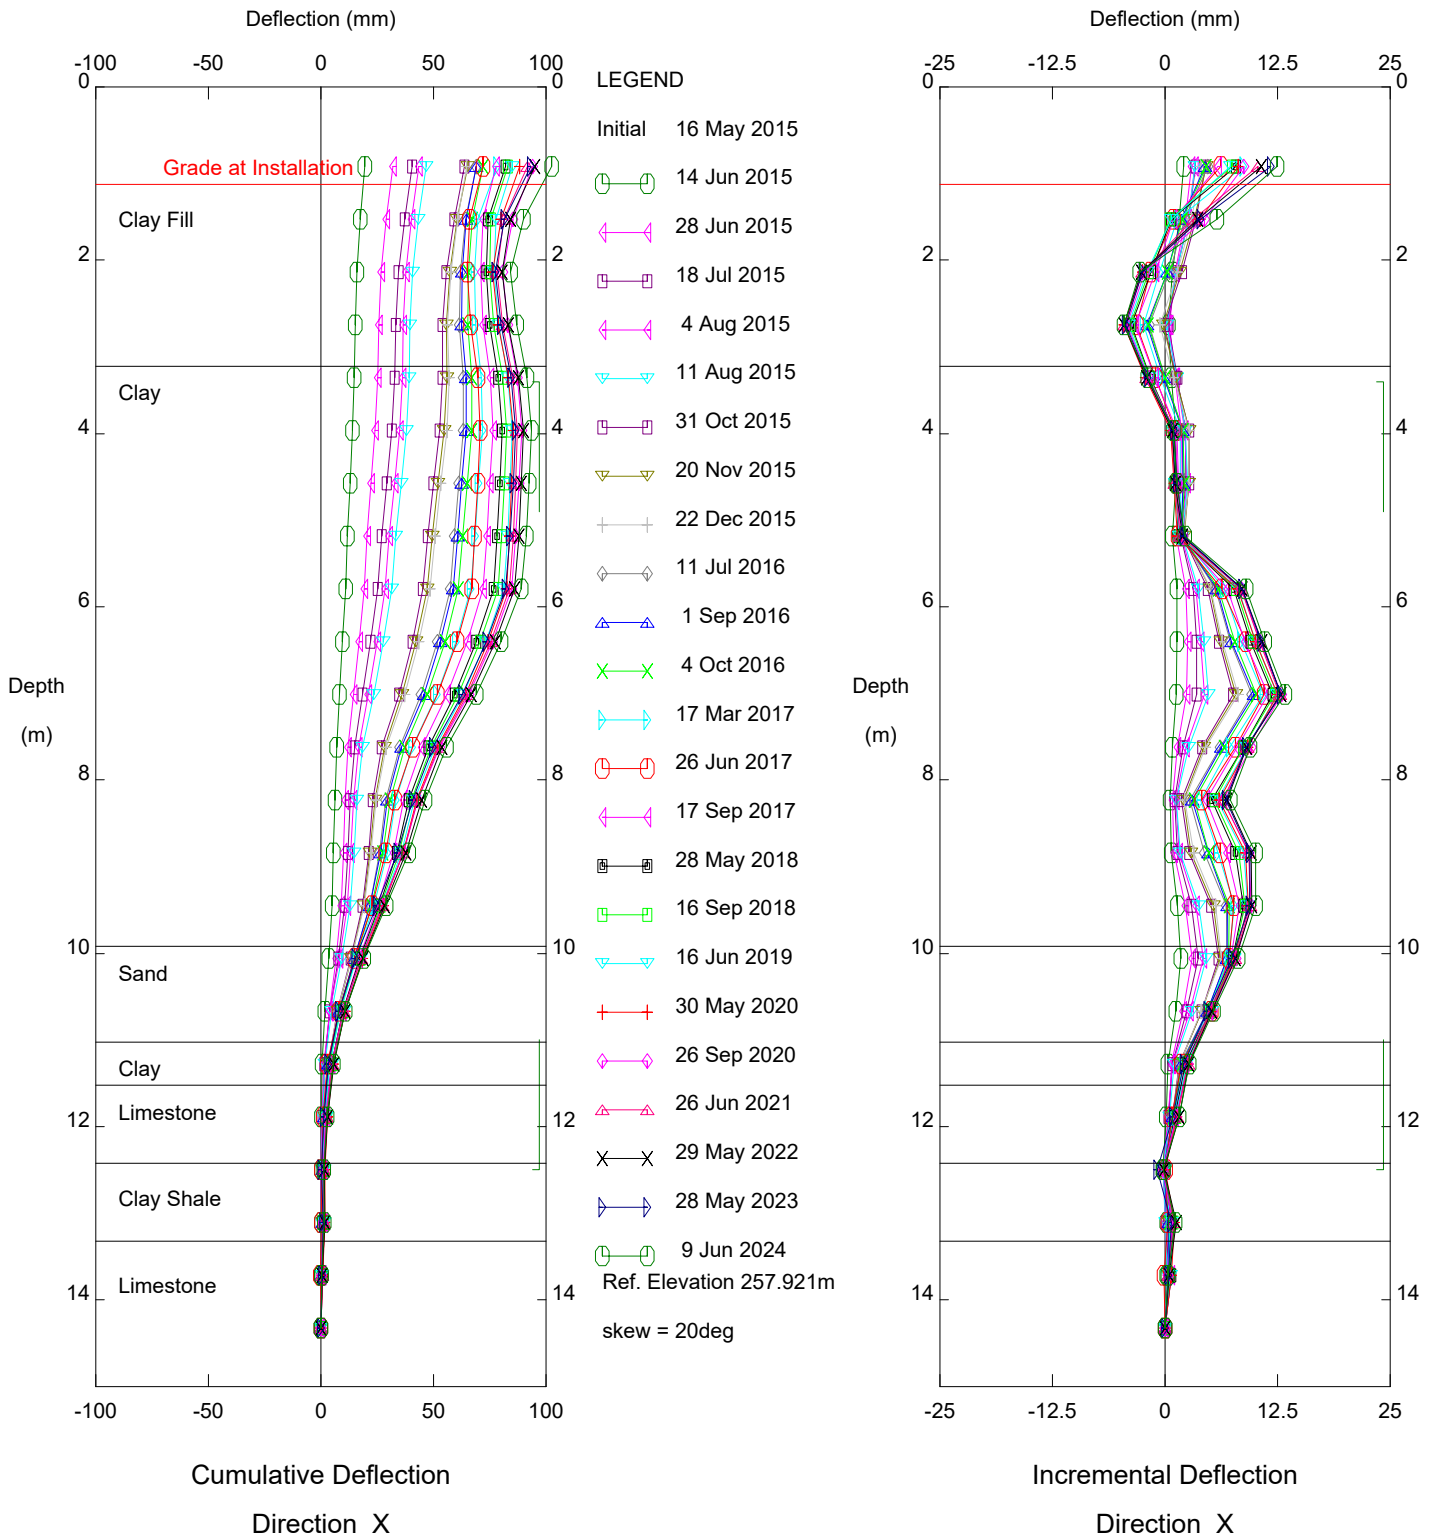 Deflection (mm)
-100 -50 0 50 100
0 0
Grade at Installation
Clay Fill
2 2
Clay
4 4
6 6
Depth
(m)
8 8
10 10
Sand
Clay
Limestone
12 12
Clay Shale
Limestone
14 14
-100 -50 0 50 100
Cumulative Deflection
Direction X
LEGEND
Initial 16 May 2015
14 Jun 2015
28 Jun 2015
18 Jul 2015
4 Aug 2015
11 Aug 2015
31 Oct 2015
20 Nov 2015
22 Dec 2015
11 Jul 2016
1 Sep 2016
4 Oct 2016
17 Mar 2017
26 Jun 2017
17 Sep 2017
28 May 2018
16 Sep 2018
16 Jun 2019
30 May 2020
26 Sep 2020
26 Jun 2021
29 May 2022
28 May 2023
9 Jun 2024
Ref. Elevation 257.921m
skew = 20deg
Deflection (mm)
-25 -12.5 0 12.5 25
0 0
2 2
4 4
6 6
Depth
(m)
8 8
10 10
12 12
14 14
-25 -12.5 0 12.5 25
Incremental Deflection
Direction X